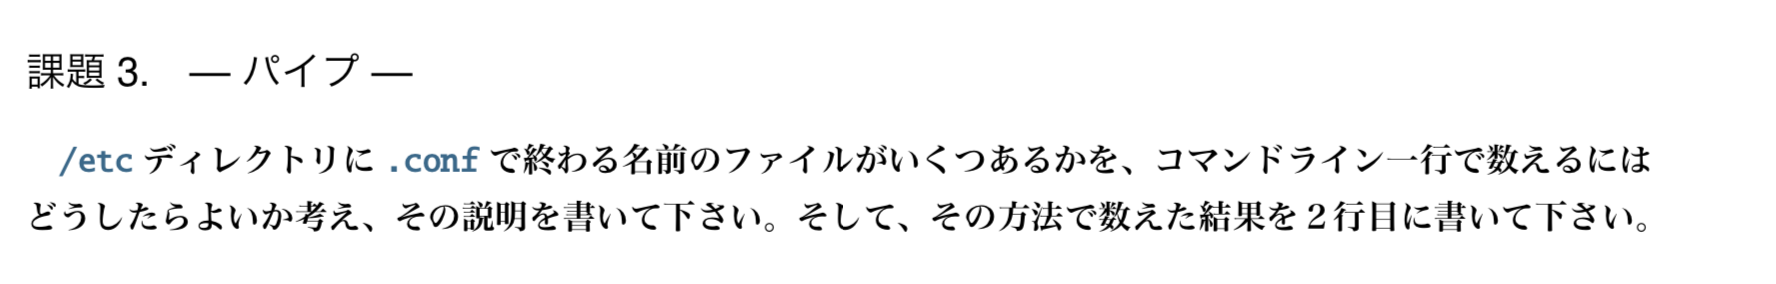 課題 3.　— パイプ —
/etc ディレクトリに .conf で終わる名前のファイルがいくつあるかを、コマンドライン一行で数えるには
どうしたらよいか考え、その説明を書いて下さい。そして、その方法で数えた結果を２行目に書いて下さい。